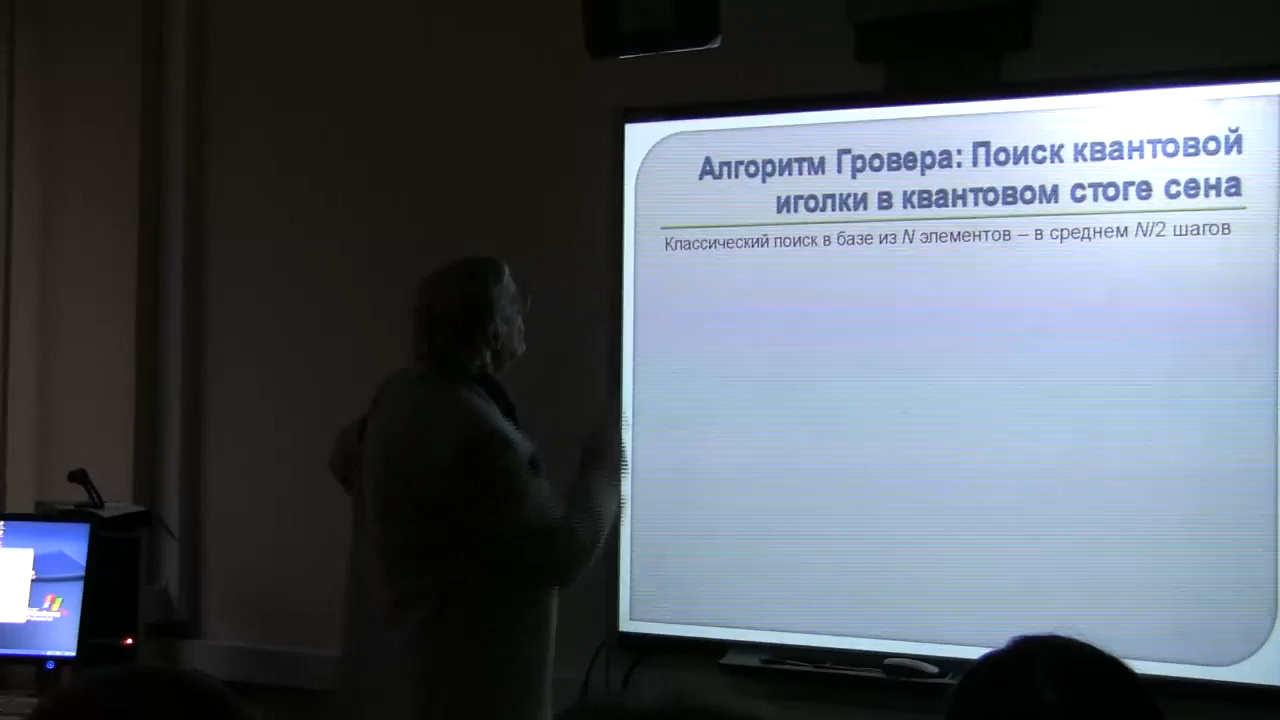 Алгоритм Гровера: Поиск квантовой
иголки в квантовом стоге сена
Классический поиск в базе из N элементов – в среднем N/2 шагов